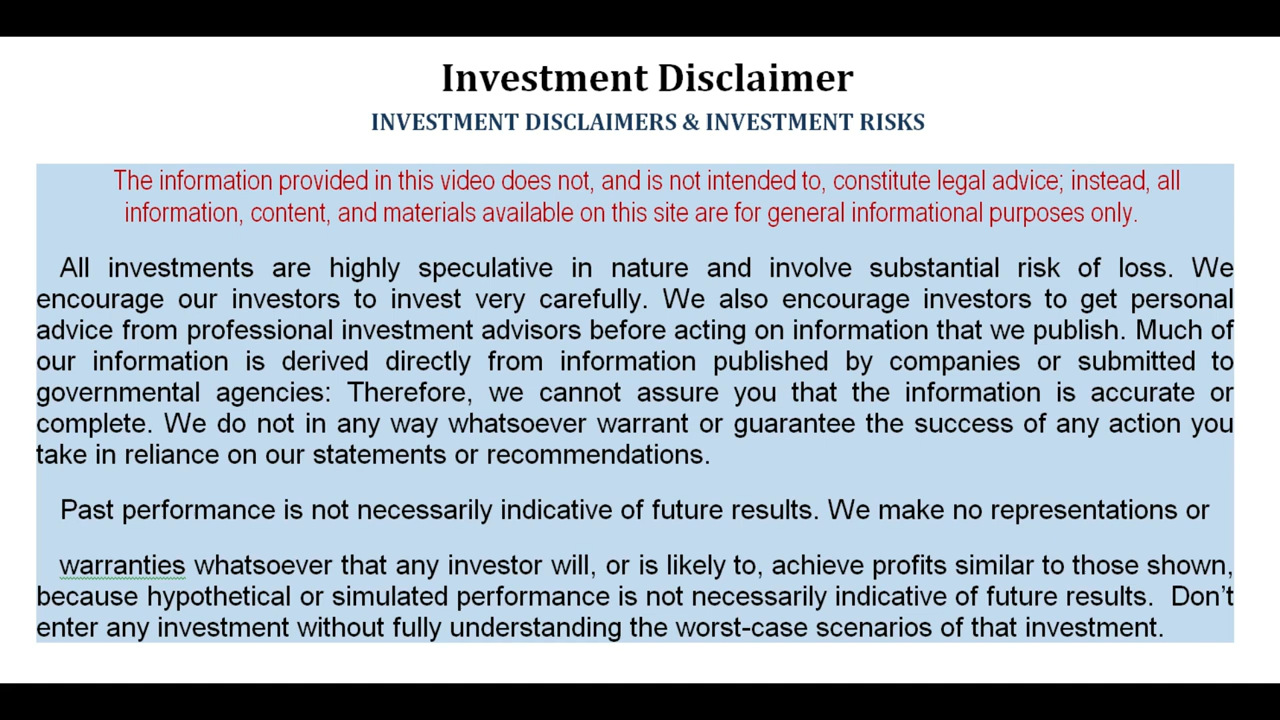 Investment Disclaimer
INVESTMENT DISCLAIMERS & INVESTMENT RISKS
The information provided in this video does not, and is not intended to, constitute legal advice; instead, all
information, content, and materials available on this site are for general informational purposes only.
All investments are highly speculative in nature and involve substantial risk of loss. We
encourage our investors to invest very carefully. We also encourage investors to get personal
advice from professional investment advisors before acting on information that we publish. Much of
our information is derived directly from information published by companies or submitted to
governmental agencies: Therefore, we cannot assure you that the information is accurate or
complete. We do not in any way whatsoever warrant or guarantee the success of any action you
take in reliance on our statements or recommendations.
Past performance is not necessarily indicative of future results. We make no representations or
warranties whatsoever that any investor will, or is likely to, achieve profits similar to those shown,
because hypothetical or simulated performance is not necessarily indicative of future results.  Don’t
enter any investment without fully understanding the worst-case scenarios of that investment.